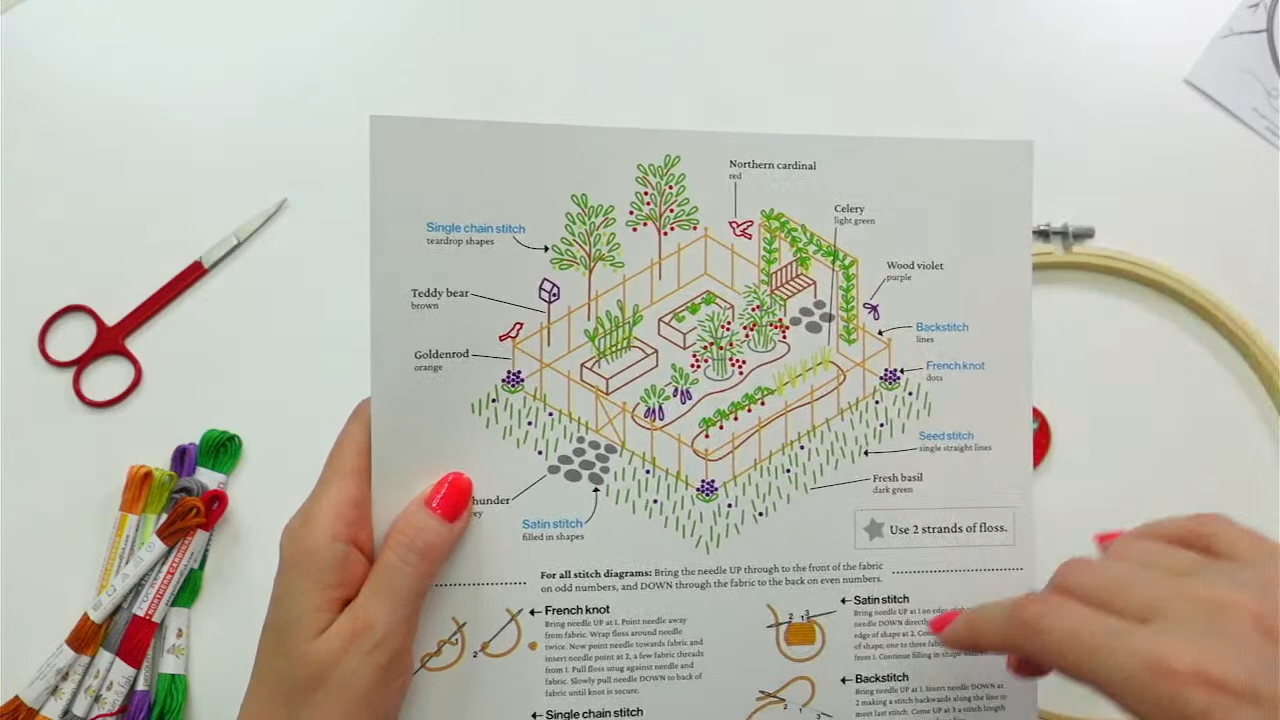 Northern cardinal
red
Celery
light green
Single chain stitch
teardrop shapes
Wood violet
purple
Teddy bear
brown
Backstitch
lines
Goldenrod
orange
French knot
dots
Seed stitch
single straight lines
Fresh basil
dark green
hunder
ey
Satin stitch
filled in shapes
Use 2 strands of floss.
For all stitch diagrams: Bring the needle UP through to the front of the fabric
on odd numbers, and DOWN through the fabric to the back on even numbers.
French knot
Bring needle UP at 1. Point needle away
from fabric. Wrap floss around needle
twice. Now point needle towards fabric and
insert needle point at 2, a few fabric threads
from 1. Pull floss snug against needle and
fabric. Slowly pull needle DOWN to back of
fabric until knot is secure.
Single chain stitch
Satin stitch
Bring needle UP at 1 on edge of
needle DOWN directly
edge of shape at 2.
of shape, one to three fab
from 1. Continue filling in shape
Backstitch
Bring needle UP at 1. Insert needle DOWN at
2 making a stitch backwards along the line to
meet last stitch. Come UP at 3 a stitch length
NORTHERN CARDINAL